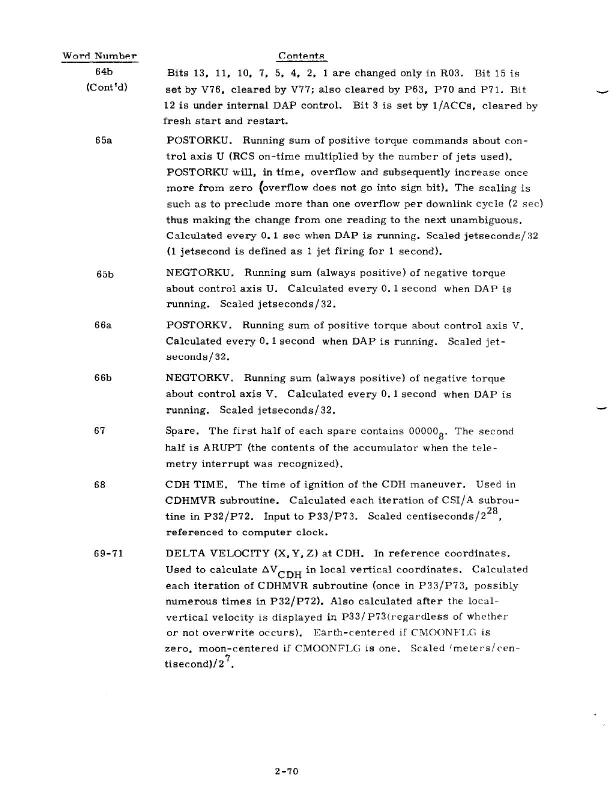 Word Number Contents
64b Bits 13, 11, 10, 7, 5, 4, 2, 1 are changed only in R03. Bit 15 is
(Cont'd) set by V76, cleared by V77; also cleared by P63, P70 and P71. Bit
12 is under internal DAP control. Bit 3 is set by 1/ACCs, cleared by
fresh start and restart.
65a POSTORKU. Running sum of positive torque commands about con-
trol axis U (RCS on-time multiplied by the number of jets used).
POSTORKU will, in time, overflow and subsequently increase once
more from zero (overflow does not go into sign bit). The scaling is
such as to preclude more than one overflow per downlink cycle (2 sec)
thus making the change from one reading to the next unambiguous.
Calculated every 0.1 sec when DAP is running. Scaled jetseconds/32
(1 jetsecond is defined as 1 jet firing for 1 second).
65b NEGTORKU. Running sum (always positive) of negative torque
about control axis U. Calculated every 0.1 second when DAP is
running. Scaled jetseconds/32.
66a POSTORKV. Running sum of positive torque about control axis V.
Calculated every 0.1 second when DAP is running. Scaled jet-
seconds/32.
66b NEGTORKV. Running sum (always positive) of negative torque
about control axis V. Calculated every 0.1 second when DAP is
running. Scaled jetseconds/32.
67 Spare. The first half of each spare contains 00000₈. The second
half is ARUPT (the contents of the accumulator when the tele-
metry interrupt was recognized).
68 CDH TIME. The time of ignition of the CDH maneuver. Used in
CDHMVR subroutine. Calculated each iteration of CSI/A subrou-
tine in P32/P72. Input to P33/P73. Scaled centiseconds/2²⁸,
referenced to computer clock.
69-71 DELTA VELOCITY (X, Y, Z) at CDH. In reference coordinates.
Used to calculate ΔV_CDH in local vertical coordinates. Calculated
each iteration of CDHMVR subroutine (once in P33/P73, possibly
numerous times in P32/P72). Also calculated after the local-
vertical velocity is displayed in P33/P73(regardless of whether
or not overwrite occurs). Earth-centered if CMOONFLG is
zero, moon-centered if CMOONFLG is one. Scaled (meters/cen-
tisecond)/2⁷.
2-70